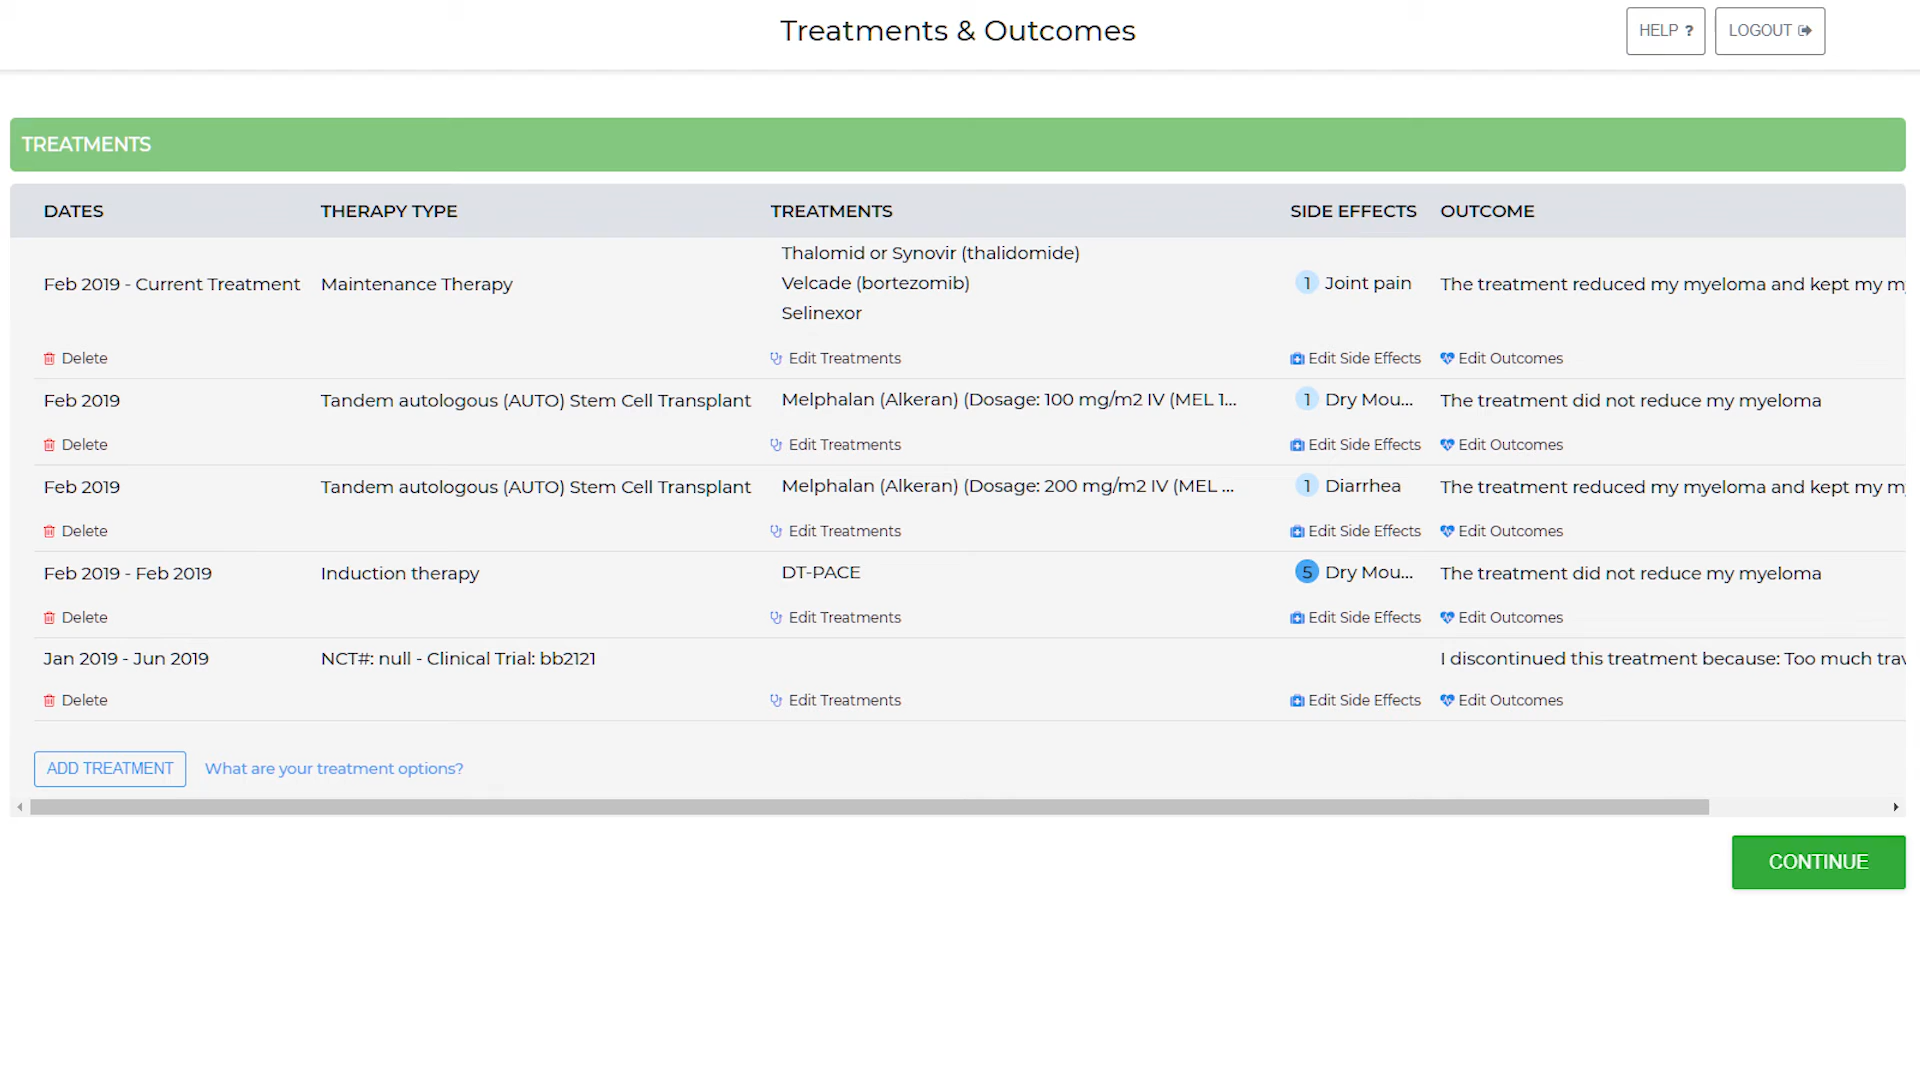 Treatments & Outcomes
HELP ?
LOGOUT
TREATMENTS
DATES THERAPY TYPE TREATMENTS SIDE EFFECTS OUTCOME
Thalomid or Synovir (thalidomide)
Feb 2019 - Current Treatment Maintenance Therapy Velcade (bortezomib) 1 Joint pain The treatment reduced my myeloma and kept my m
Selinexor
Delete Edit Treatments Edit Side Effects Edit Outcomes
Feb 2019 Tandem autologous (AUTO) Stem Cell Transplant Melphalan (Alkeran) (Dosage: 100 mg/m2 IV (MEL 1... 1 Dry Mou... The treatment did not reduce my myeloma
Delete Edit Treatments Edit Side Effects Edit Outcomes
Feb 2019 Tandem autologous (AUTO) Stem Cell Transplant Melphalan (Alkeran) (Dosage: 200 mg/m2 IV (MEL ... 1 Diarrhea The treatment reduced my myeloma and kept my m
Delete Edit Treatments Edit Side Effects Edit Outcomes
Feb 2019 - Feb 2019 Induction therapy DT-PACE 5 Dry Mou... The treatment did not reduce my myeloma
Delete Edit Treatments Edit Side Effects Edit Outcomes
Jan 2019 - Jun 2019 NCT#: null - Clinical Trial: bb2121 I discontinued this treatment because: Too much trav
Delete Edit Treatments Edit Side Effects Edit Outcomes
ADD TREATMENT What are your treatment options?
CONTINUE